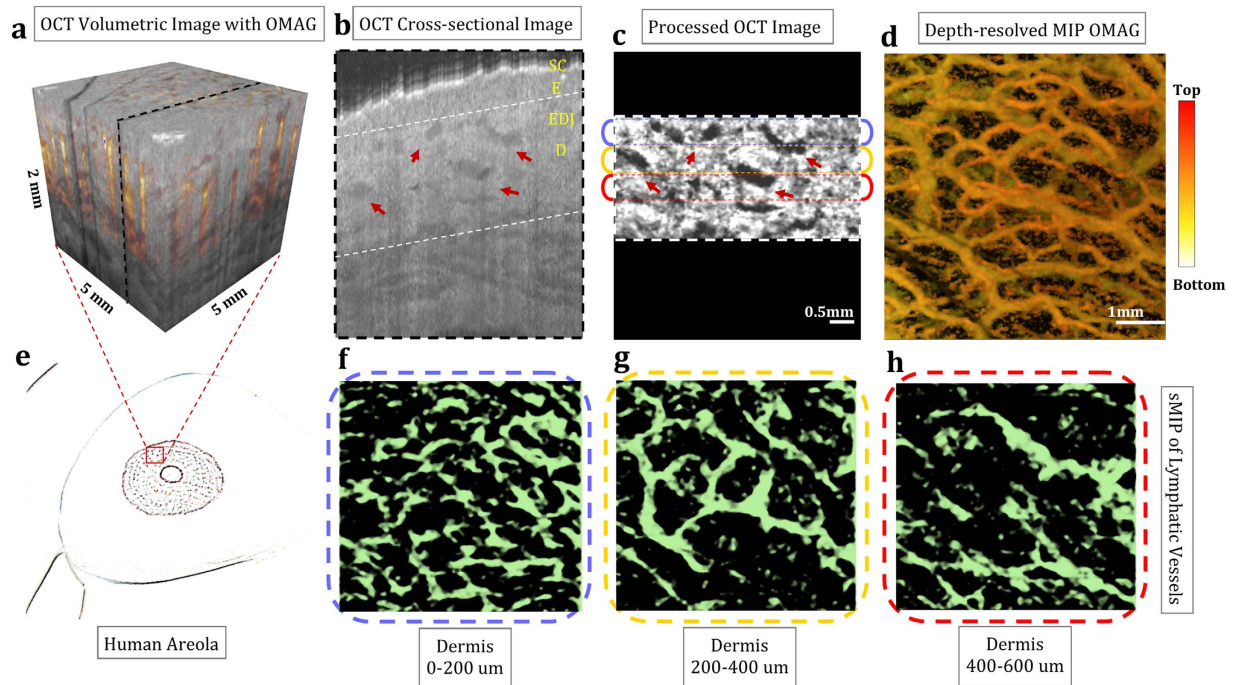 a
OCT Volumetric Image with OMAG
b
OCT Cross-sectional Image
c
Processed OCT Image
d
Depth-resolved MIP OMAG
2 mm
5 mm
5 mm
SC
E
EDJ
D
0.5mm
1mm
Top
Bottom
e
f
g
h
sMIP of Lymphatic Vessels
Human Areola
Dermis
0-200 um
Dermis
200-400 um
Dermis
400-600 um